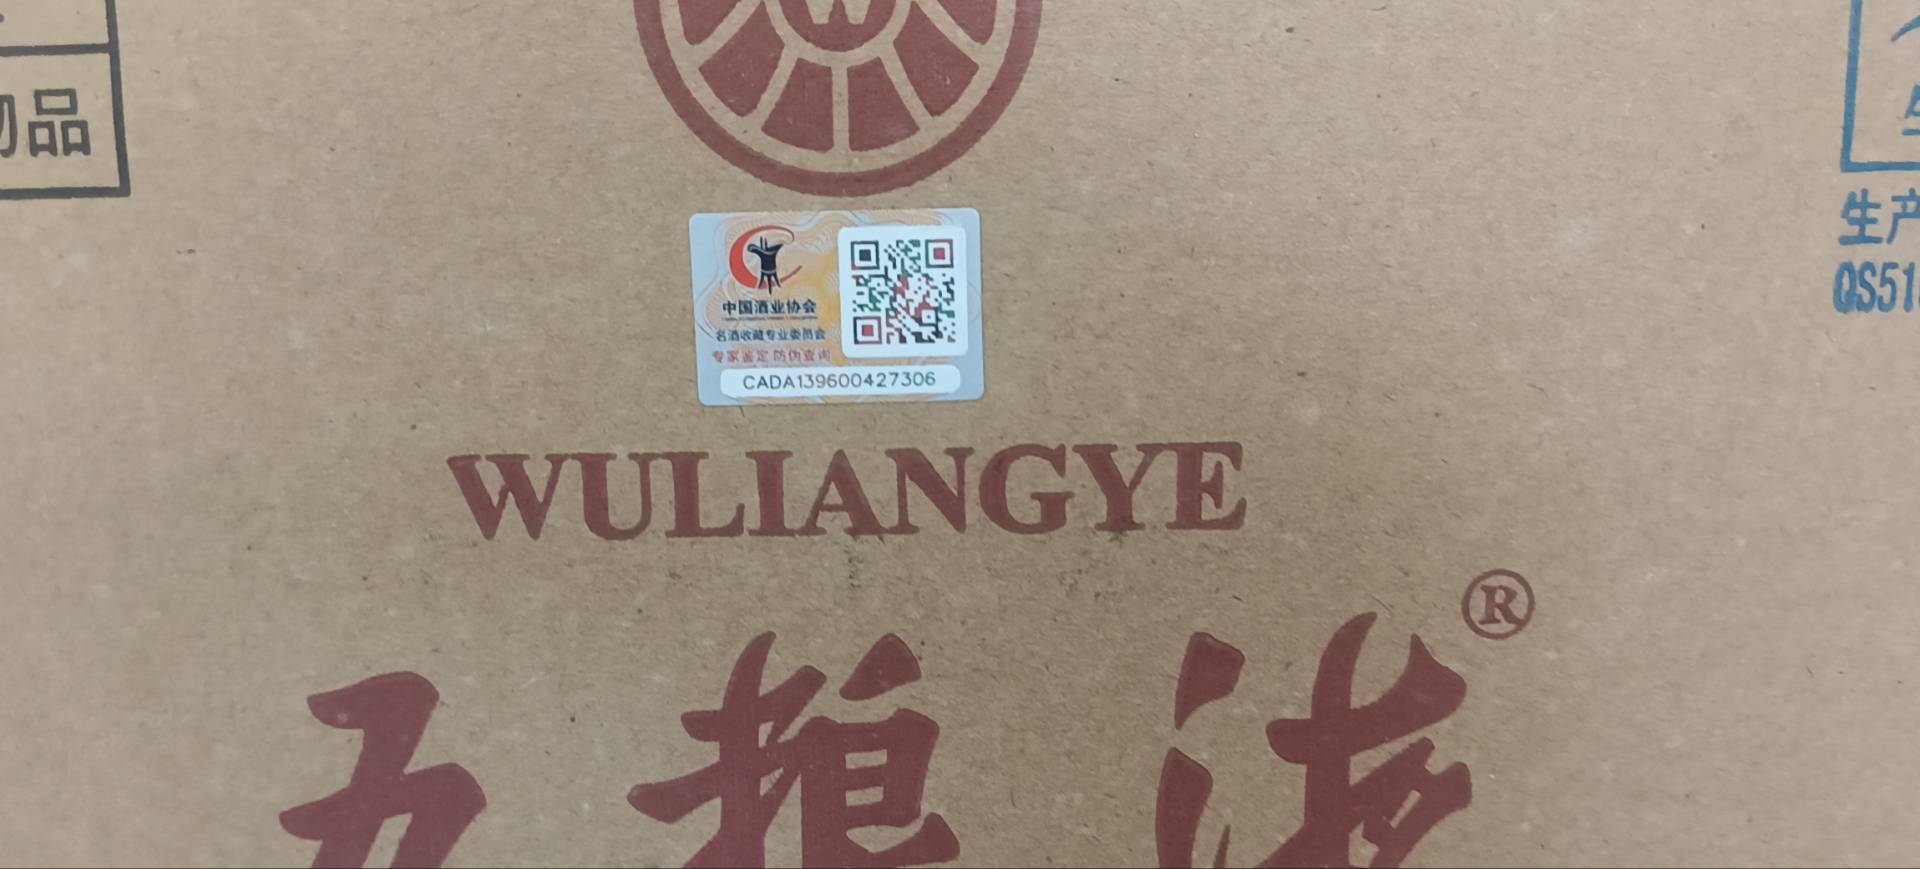 品
W
中国酒业协会
名酒收藏专业委员会
专家鉴定 防伪查询
CADA139600427306
生产
QS51
WULIANGYE
®
五粮液